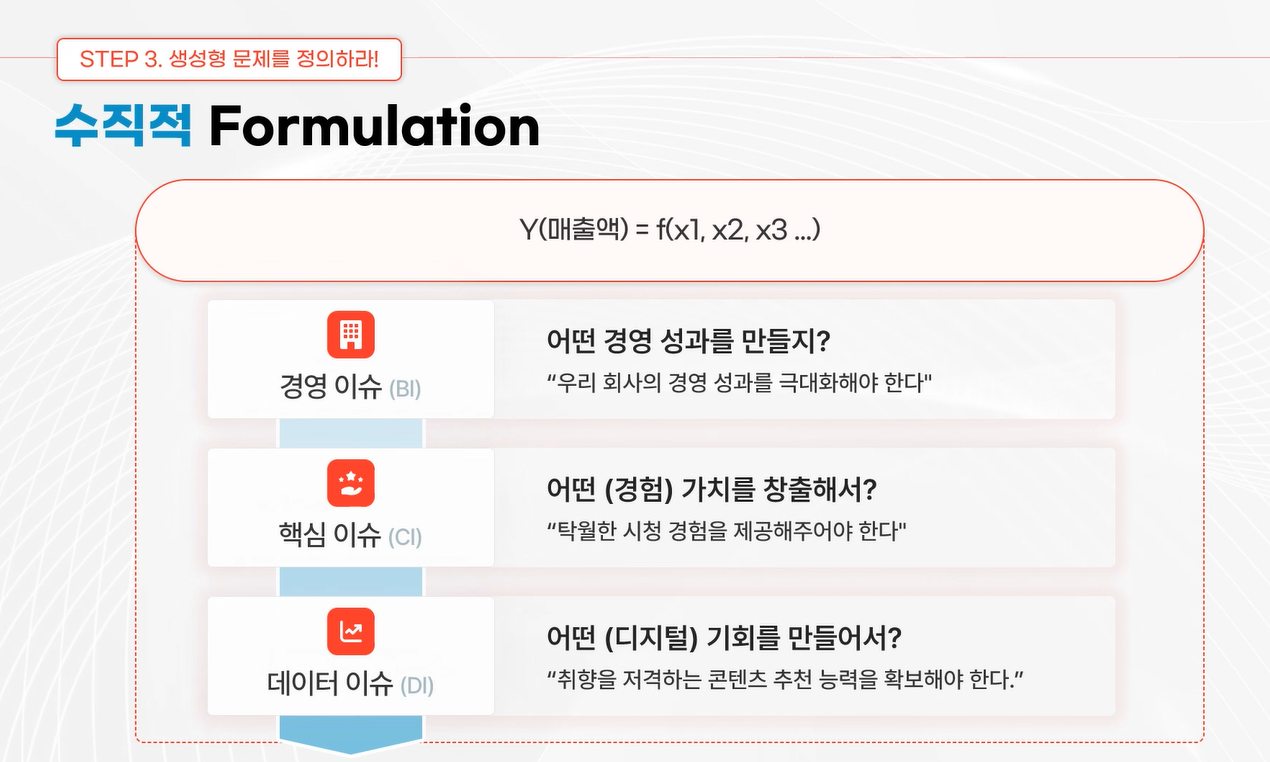 STEP 3. 생성형 문제를 정의하라!
수직적 Formulation
Y(매출액) = f(x1, x2, x3 ...)
경영 이슈 (BI)
어떤 경영 성과를 만들지?
“우리 회사의 경영 성과를 극대화해야 한다"
핵심 이슈 (CI)
어떤 (경험) 가치를 창출해서?
“탁월한 시청 경험을 제공해주어야 한다"
데이터 이슈 (DI)
어떤 (디지털) 기회를 만들어서?
“취향을 저격하는 콘텐츠 추천 능력을 확보해야 한다.”